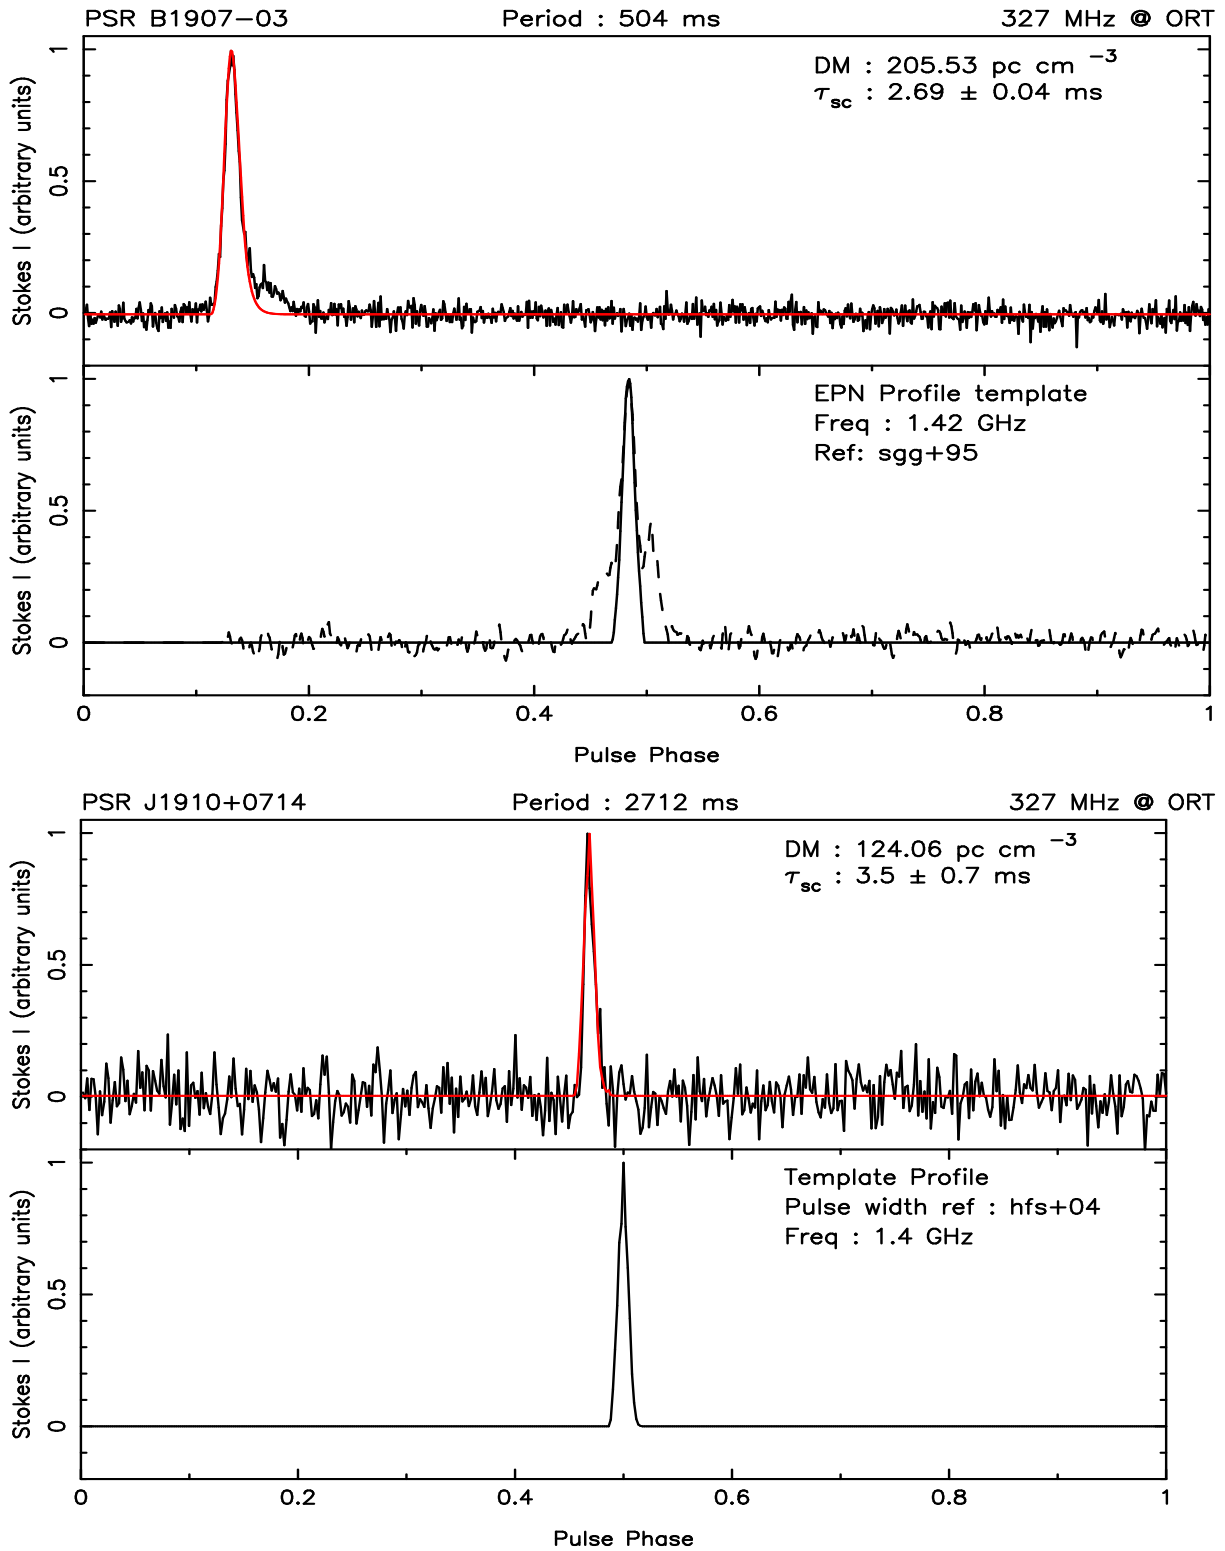 PSR B1907−03 Period : 504 ms 327 MHz @ ORT
DM : 205.53 pc cm −3
τsc : 2.69 ± 0.04 ms
Stokes I (arbitrary units)
1
0.5
0
EPN Profile template
Freq : 1.42 GHz
Ref: sgg+95
Stokes I (arbitrary units)
1
0.5
0
0 0.2 0.4 0.6 0.8 1
Pulse Phase
PSR J1910+0714 Period : 2712 ms 327 MHz @ ORT
DM : 124.06 pc cm −3
τsc : 3.5 ± 0.7 ms
Stokes I (arbitrary units)
1
0.5
0
Template Profile
Pulse width ref : hfs+04
Freq : 1.4 GHz
Stokes I (arbitrary units)
1
0.5
0
0 0.2 0.4 0.6 0.8 1
Pulse Phase